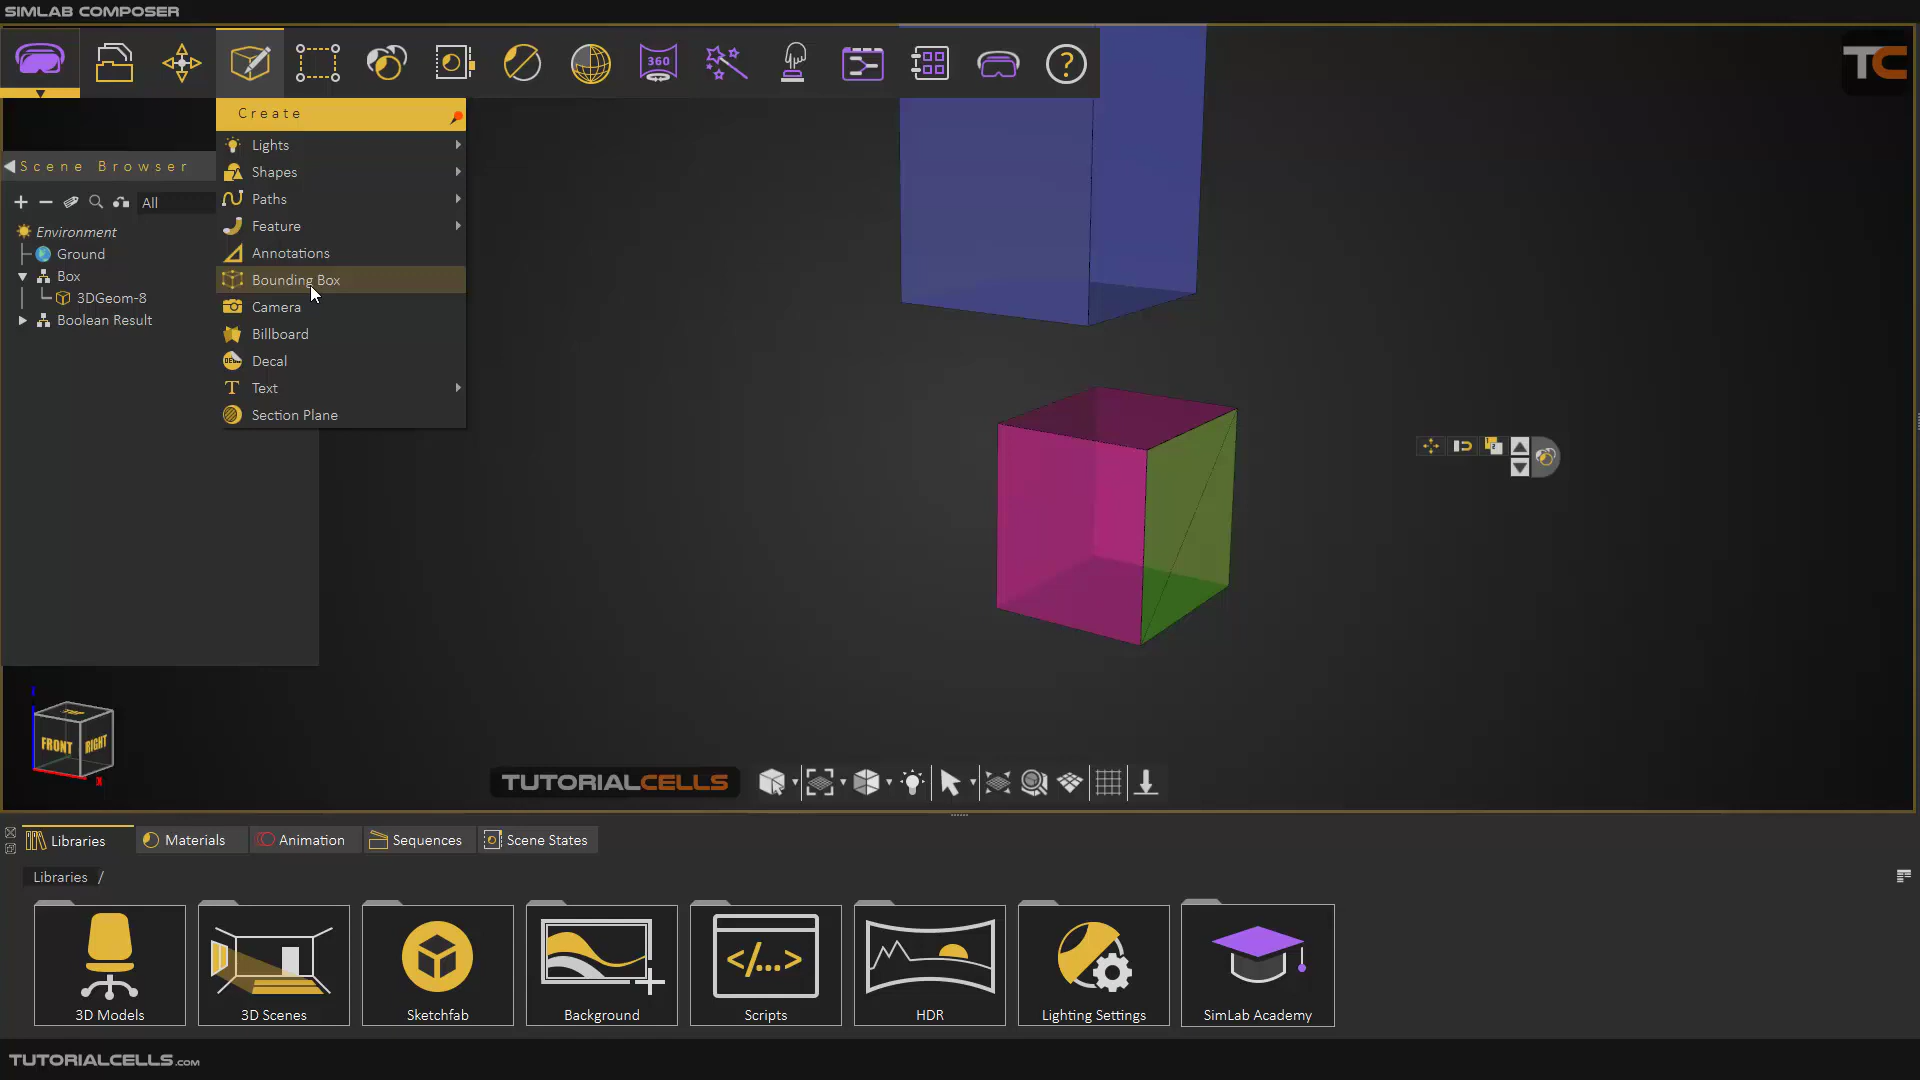 SIMLAB COMPOSER
TC
360
Create
Lights
Shapes
Paths
Feature
Annotations
Bounding Box
Camera
Billboard
Decal
Text
Section Plane
Scene Browser
All
Environment
Ground
Box
3DGeom-8
Boolean Result
TOP
FRONT
RIGHT
X
TUTORIALCELLS
Libraries
Materials
Animation
Sequences
Scene States
Libraries /
</...>
3D Models
3D Scenes
Sketchfab
Background
Scripts
HDR
Lighting Settings
SimLab Academy
TUTORIALCELLS.COM